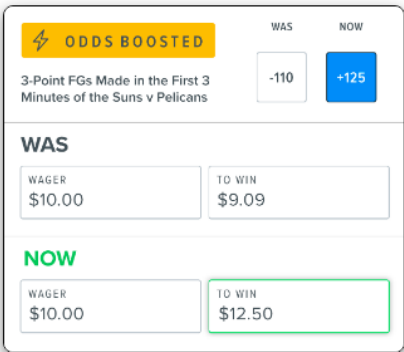 WAS NOW
ODDS BOOSTED
3-Point FGs Made in the First 3
Minutes of the Suns v Pelicans
-110 +125
WAS
WAGER TO WIN
$10.00 $9.09
NOW
WAGER TO WIN
$10.00 $12.50